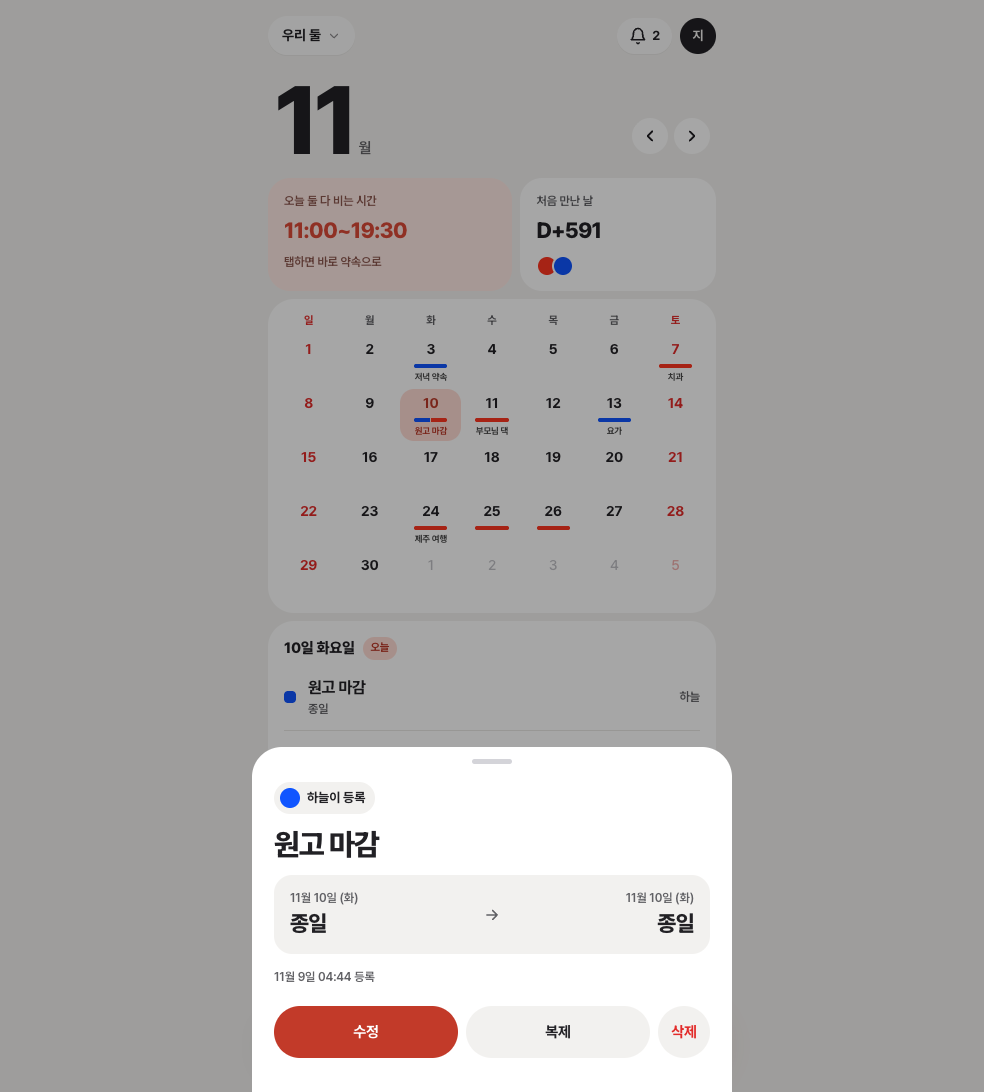 우리 둘
2
지
11 월
오늘 둘 다 비는 시간
11:00~19:30
탭하면 바로 약속으로
처음 만난 날
D+591
일 월 화 수 목 금 토
1 2 3 4 5 6 7
저녁 약속 치과
8 9 10 11 12 13 14
원고 마감 부모님 댁 요가
15 16 17 18 19 20 21
22 23 24 25 26 27 28
제주 여행
29 30 1 2 3 4 5
10일 화요일 오늘
원고 마감
종일
하늘
하늘이 등록
원고 마감
11월 10일 (화) 11월 10일 (화)
종일 → 종일
11월 9일 04:44 등록
수정 복제 삭제